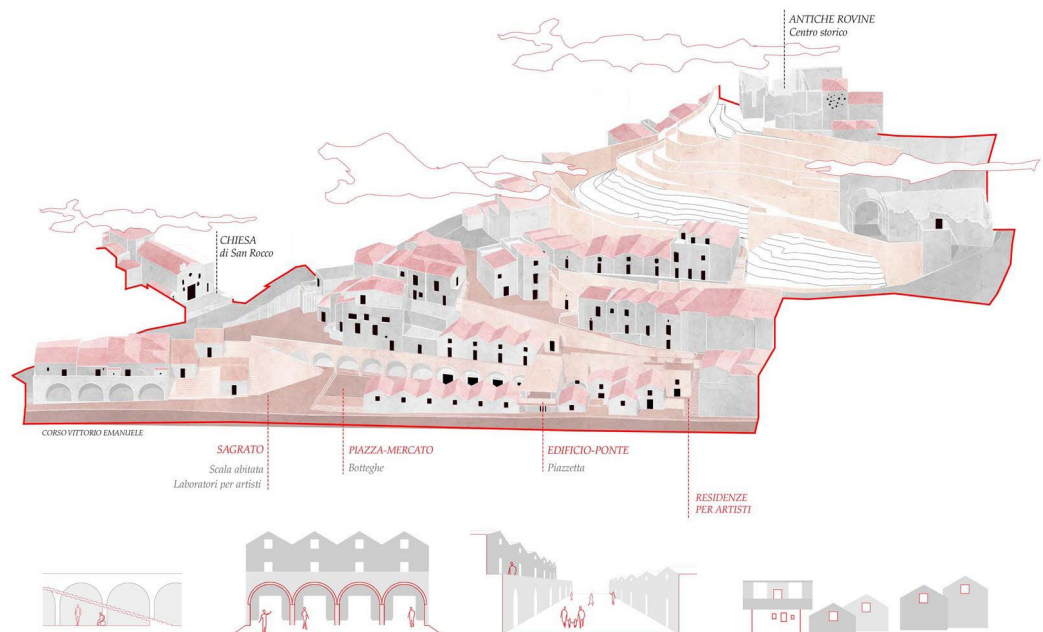 ANTICHE ROVINE
Centro storico
CHIESA
di San Rocco
CORSO VITTORIO EMANUELE
SAGRATO
Scala abitata
Laboratori per artisti
PIAZZA-MERCATO
Botteghe
EDIFICIO-PONTE
Piazzetta
RESIDENZE
PER ARTISTI